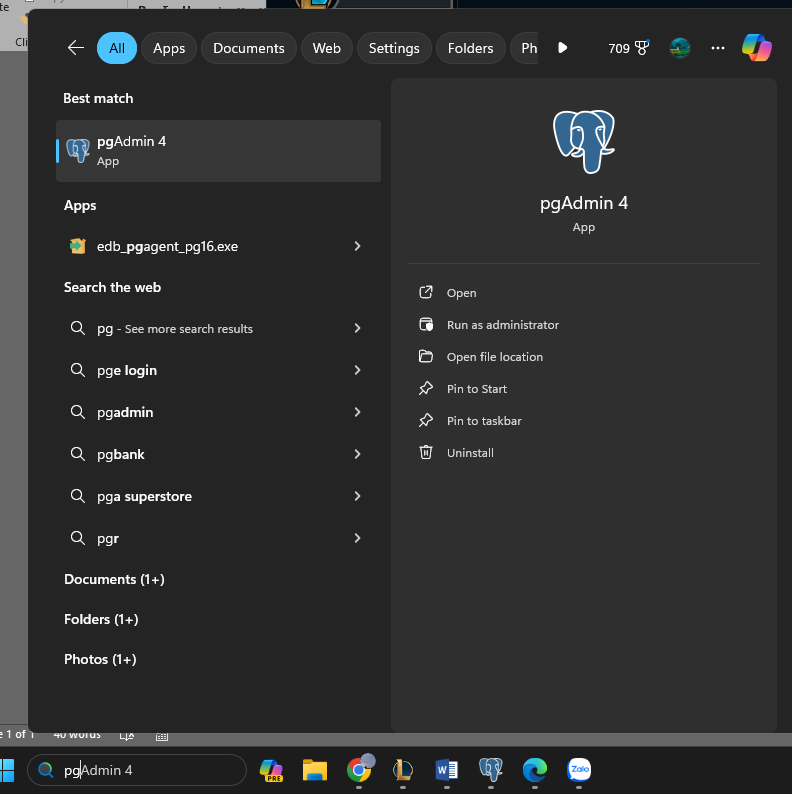 te
Cli
All
Apps
Documents
Web
Settings
Folders
Ph
709
Best match
pgAdmin 4
App
Apps
edb_pgagent_pg16.exe
Search the web
pg - See more search results
pge login
pgadmin
pgbank
pga superstore
pgr
Documents (1+)
Folders (1+)
Photos (1+)
pgAdmin 4
App
Open
Run as administrator
Open file location
Pin to Start
Pin to taskbar
Uninstall
e 1 of 1
40 words
pgAdmin 4
PRE
W
Zalo